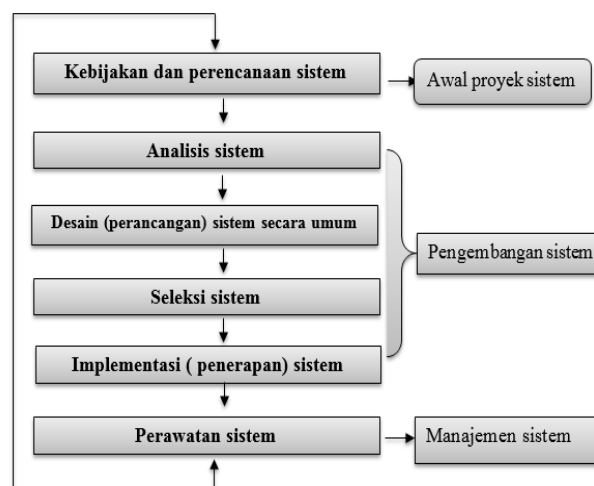 Kebijakan dan perencanaan sistem
Awal proyek sistem
Analisis sistem
Desain (perancangan) sistem secara umum
Pengembangan sistem
Seleksi sistem
Implementasi ( penerapan) sistem
Perawatan sistem
Manajemen sistem